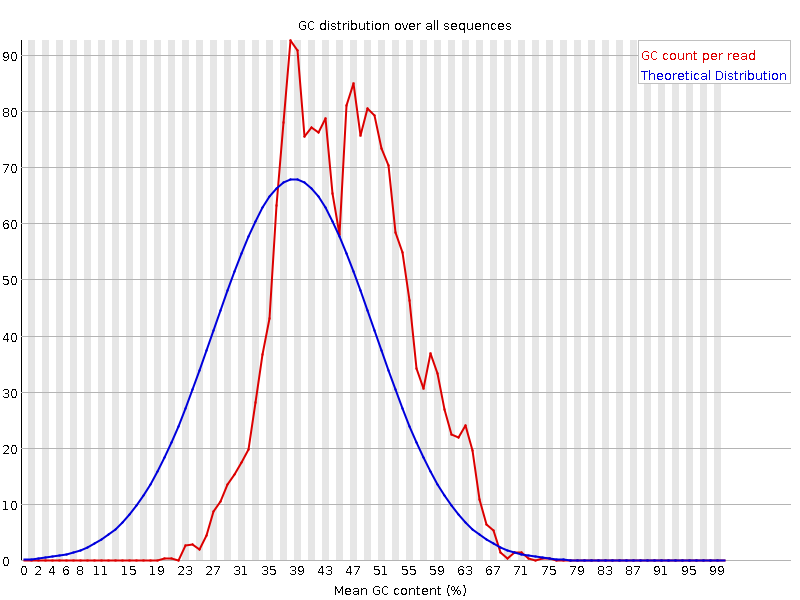 GC distribution over all sequences
GC count per read
Theoretical Distribution
90
80
70
60
50
40
30
20
10
0
0 2 4 6 8 11 15 19 23 27 31 35 39 43 47 51 55 59 63 67 71 75 79 83 87 91 95 99
Mean GC content (%)